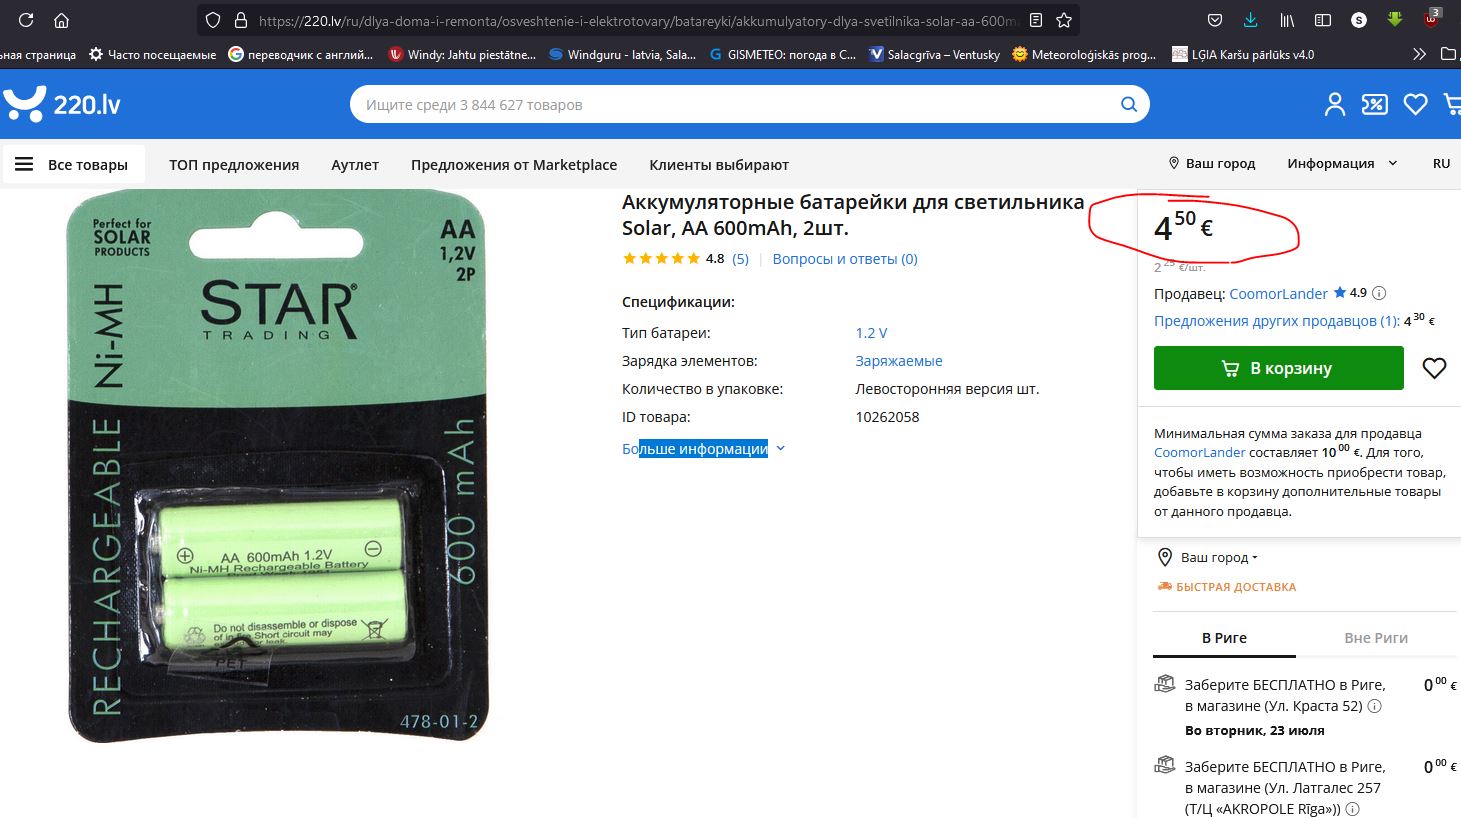 https://220.lv/ru/dlya-doma-i-remonta/osveshtenie-i-elektrotovary/batareyki/akkumulyatory-dlya-svetilnika-solar-aa-600m
ьная страница
Часто посещаемые
переводчик с англий...
Windy: Jahtu piestātne...
Windguru - latvia, Sala...
GISMETEO: погода в С...
Salacgrīva – Ventusky
Meteoroloģiskās prog...
LĢIA Karšu pārlūks v4.0
220.lv
Ищите среди 3 844 627 товаров
Все товары
ТОП предложения
Аутлет
Предложения от Marketplace
Клиенты выбирают
Ваш город
Информация
RU
Perfect for
SOLAR
PRODUCTS
AA
1,2V
2P
STAR
TRADING
Ni-MH
RECHARGEABLE
600 mAh
AA 600mAh 1.2V
Ni-MH Rechargeable Battery
Do not disassemble or dispose
of in fire Short circuit may
PET
478-01-2
Аккумуляторные батарейки для светильника
Solar, AA 600mAh, 2шт.
4.8 (5)
Вопросы и ответы (0)
Спецификации:
Тип батареи: 1.2 V
Зарядка элементов: Заряжаемые
Количество в упаковке: Левосторонняя версия шт.
ID товара: 10262058
Больше информации
4 50 €
2 25 €/шт.
Продавец: CoomorLander 4.9
Предложения других продавцов (1): 4 30 €
В корзину
Минимальная сумма заказа для продавца
CoomorLander составляет 10 00 €. Для того,
чтобы иметь возможность приобрести товар,
добавьте в корзину дополнительные товары
от данного продавца.
Ваш город
БЫСТРАЯ ДОСТАВКА
В Риге
Вне Риги
Заберите БЕСПЛАТНО в Риге, 0 00 €
в магазине (Ул. Краста 52)
Во вторник, 23 июля
Заберите БЕСПЛАТНО в Риге, 0 00 €
в магазине (Ул. Латгалес 257
(Т/Ц «AKROPOLE Rīga»))